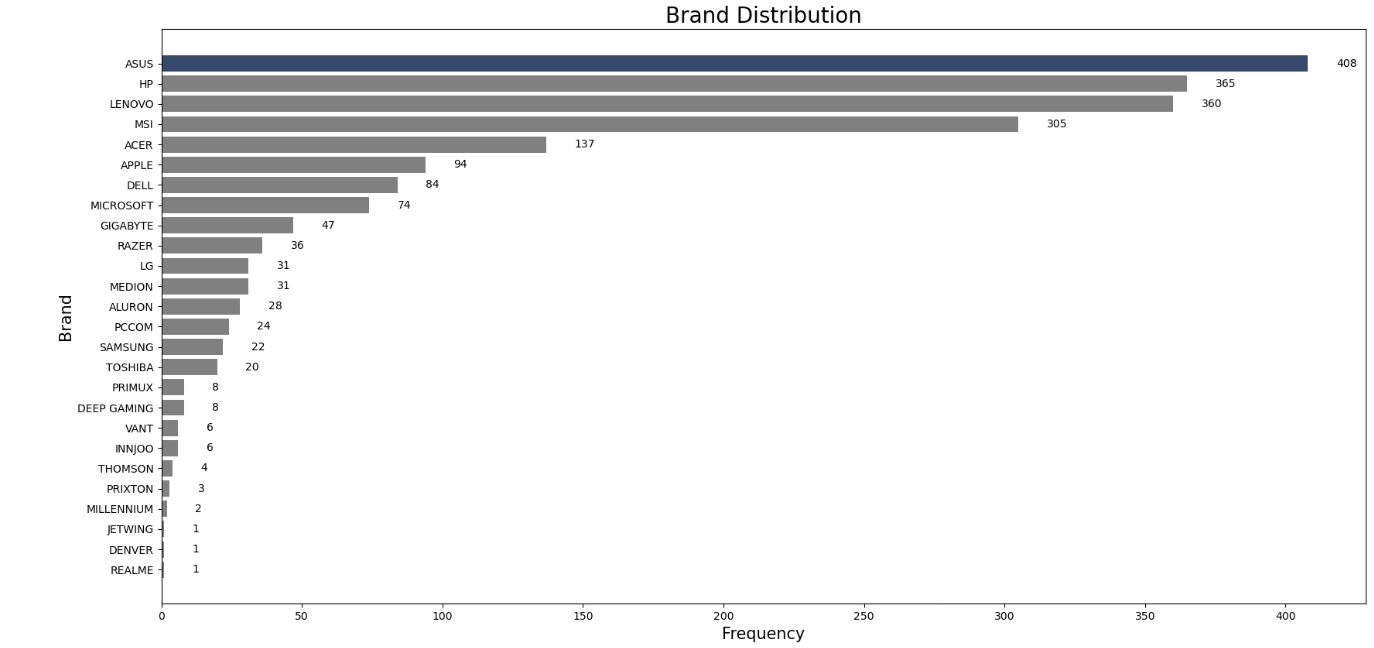 Brand Distribution
ASUS 408
HP 365
LENOVO 360
MSI 305
ACER 137
APPLE 94
DELL 84
MICROSOFT 74
GIGABYTE 47
RAZER 36
LG 31
MEDION 31
ALURON 28
PCCOM 24
SAMSUNG 22
TOSHIBA 20
PRIMUX 8
DEEP GAMING 8
VANT 6
INNJOO 6
THOMSON 4
PRIXTON 3
MILLENNIUM 2
JETWING 1
DENVER 1
REALME 1
Brand
0 50 100 150 200 250 300 350 400
Frequency